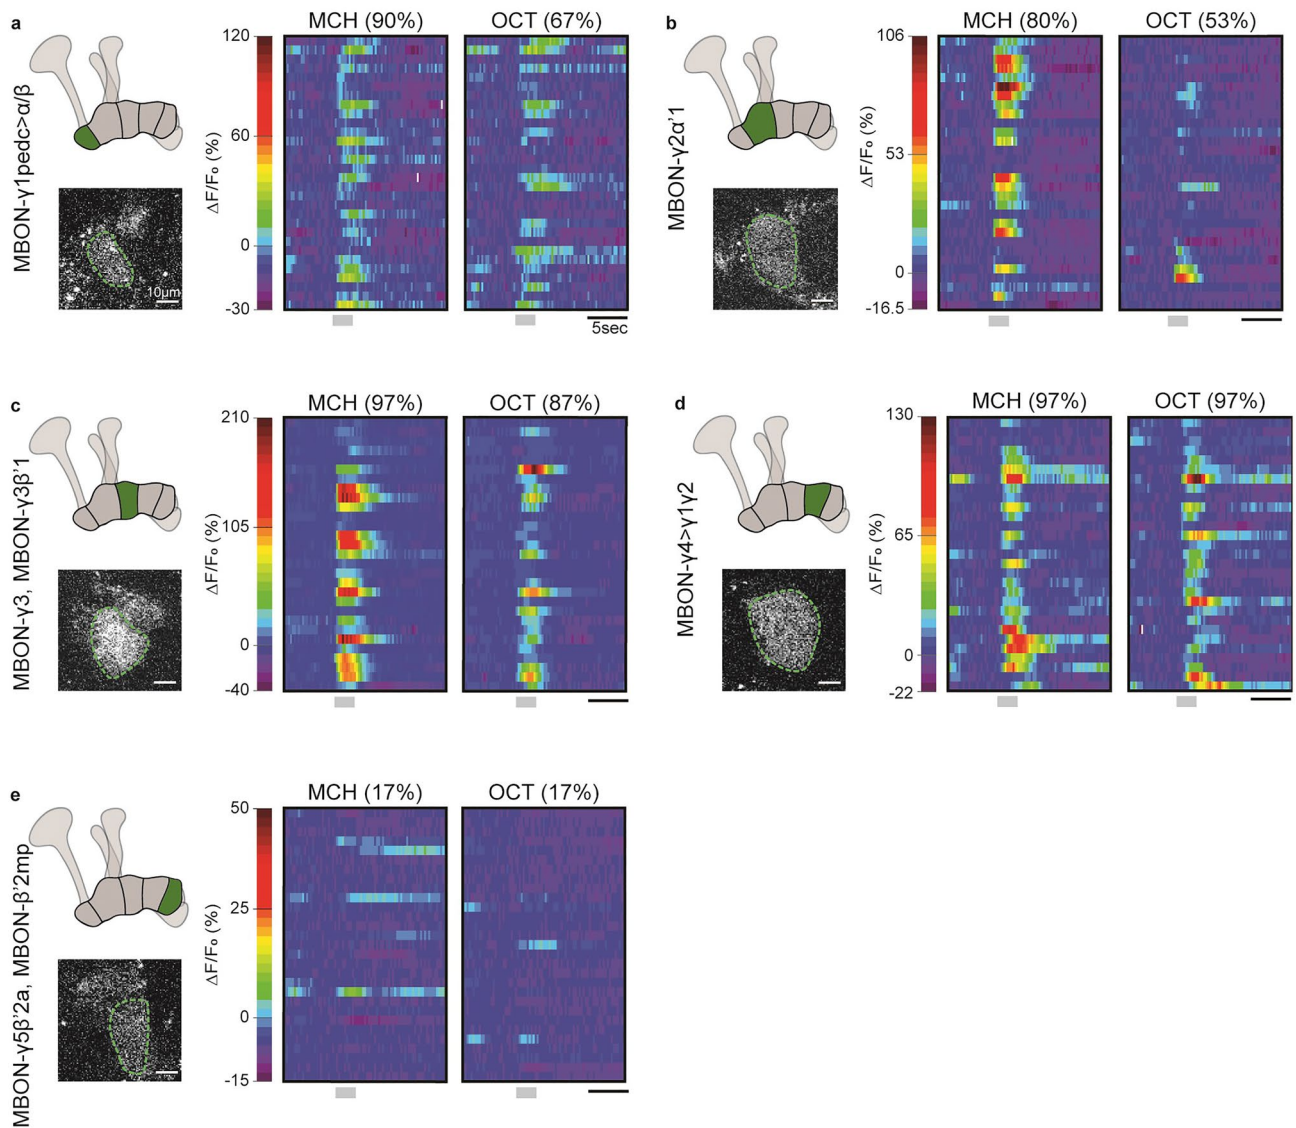 a
MBON-γ1pedc>α/β
10μm
ΔF/F₀ (%)
120
60
0
-30
MCH (90%)
OCT (67%)
5sec
b
MBON-γ2α'1
ΔF/F₀ (%)
106
53
0
-16.5
MCH (80%)
OCT (53%)
c
MBON-γ3, MBON-γ3β'1
ΔF/F₀ (%)
210
105
0
-40
MCH (97%)
OCT (87%)
d
MBON-γ4>γ1γ2
ΔF/F₀ (%)
130
65
0
-22
MCH (97%)
OCT (97%)
e
MBON-γ5β'2a, MBON-β'2mp
ΔF/F₀ (%)
50
25
0
-15
MCH (17%)
OCT (17%)